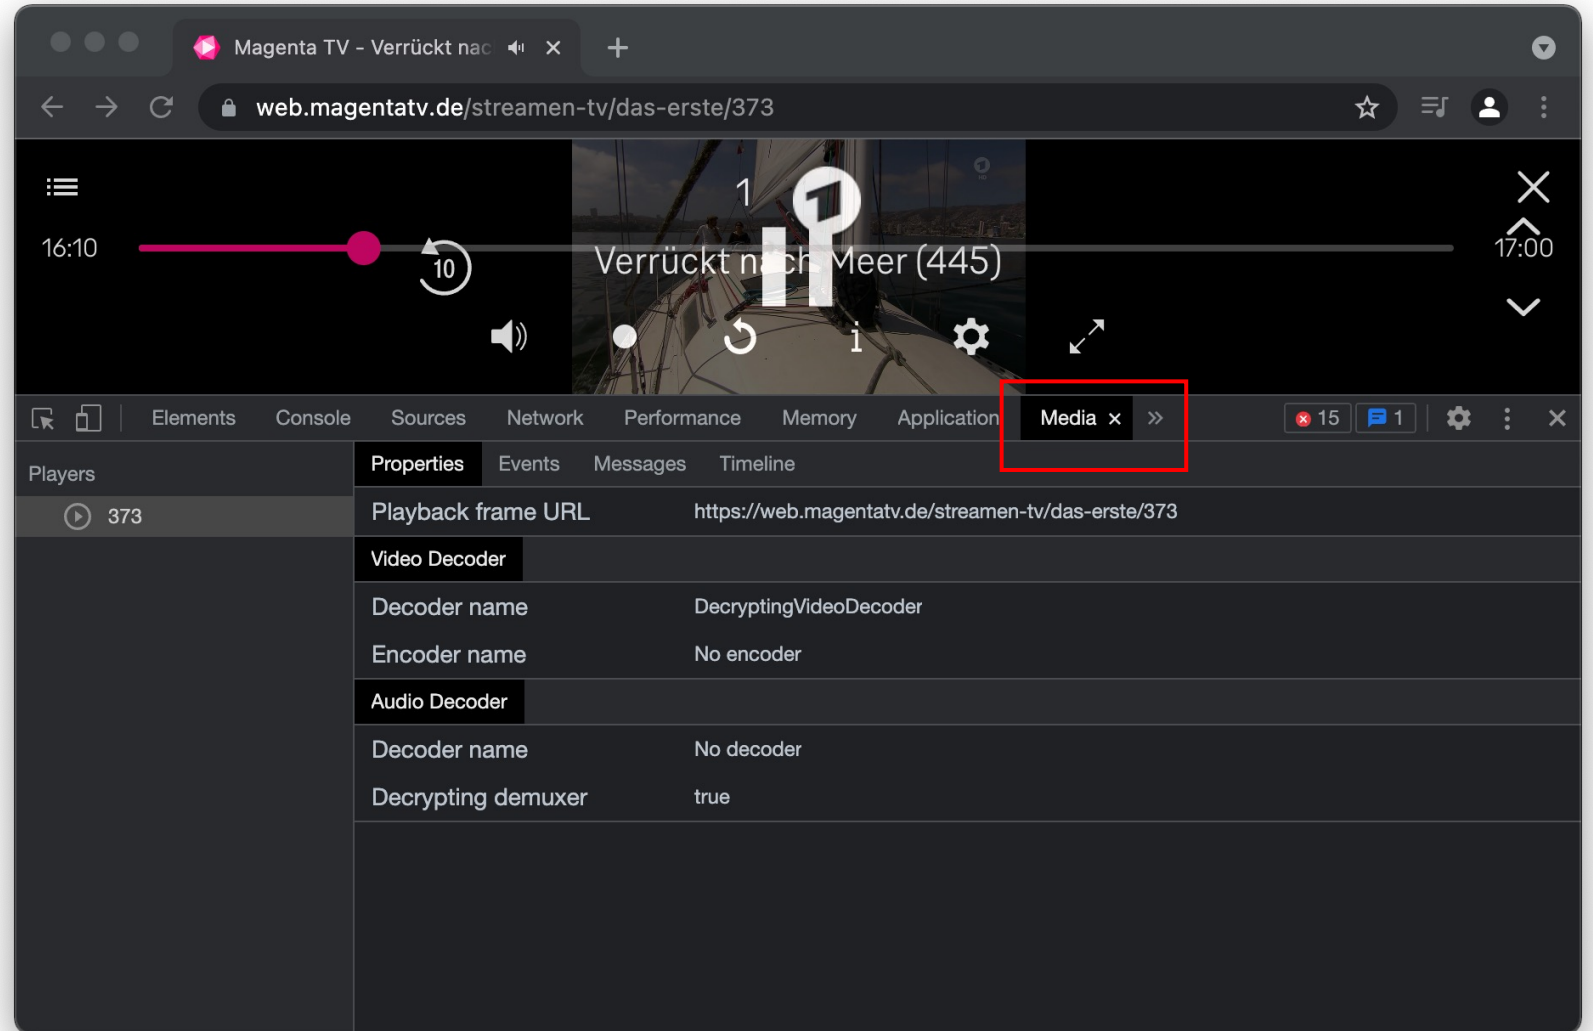 Magenta TV - Verrückt nac
web.magentatv.de/streamen-tv/das-erste/373
1
16:10
10
Verrückt nach Meer (445)
17:00
i
Elements Console Sources Network Performance Memory Application Media 15 1
Players
373
Properties Events Messages Timeline
Playback frame URL https://web.magentatv.de/streamen-tv/das-erste/373
Video Decoder
Decoder name DecryptingVideoDecoder
Encoder name No encoder
Audio Decoder
Decoder name No decoder
Decrypting demuxer true